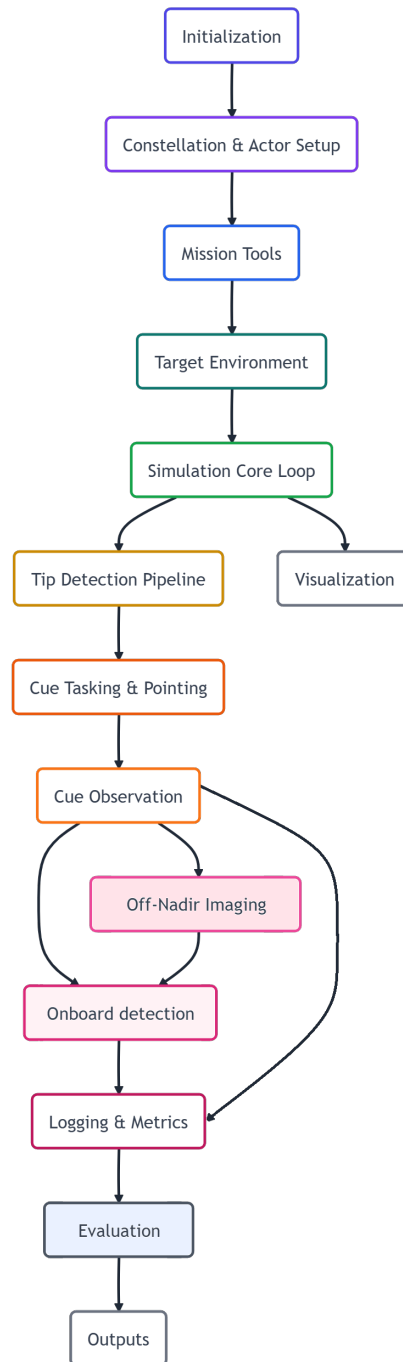 Initialization
Constellation & Actor Setup
Mission Tools
Target Environment
Simulation Core Loop
Tip Detection Pipeline
Visualization
Cue Tasking & Pointing
Cue Observation
Off-Nadir Imaging
Onboard detection
Logging & Metrics
Evaluation
Outputs